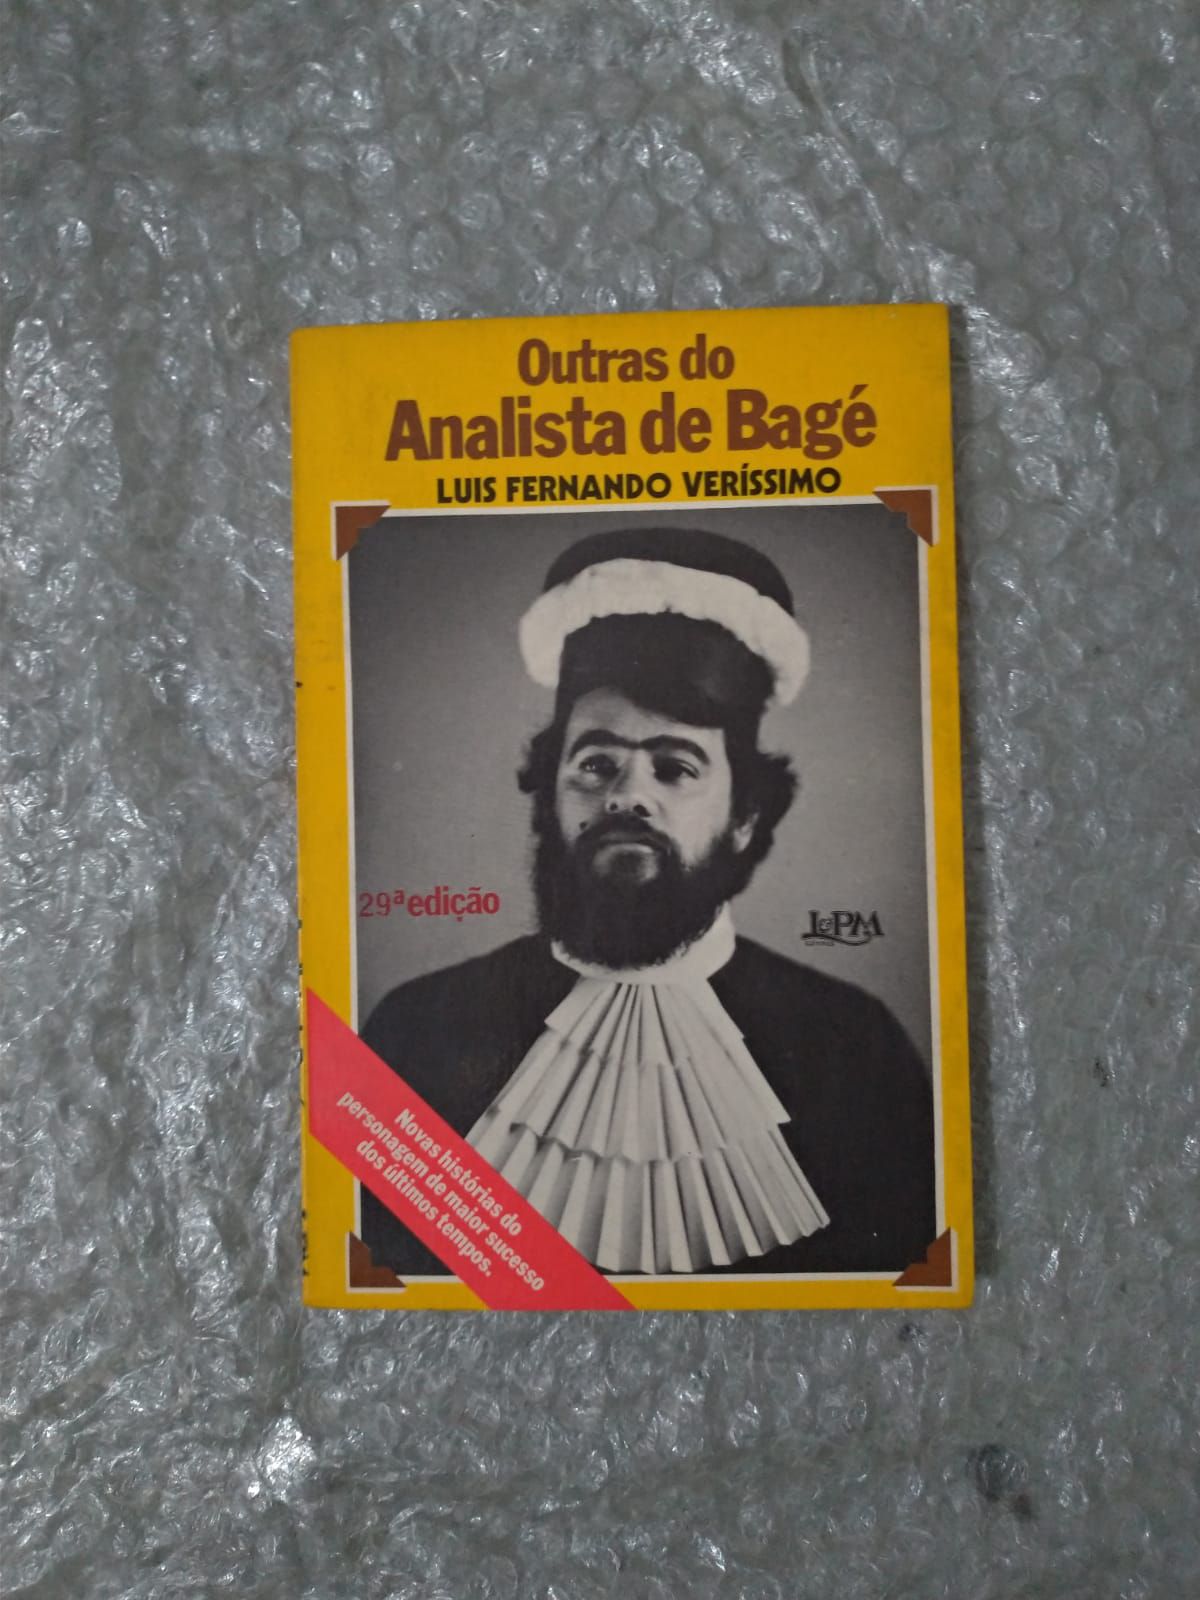 Outras do
Analista de Bagé
LUIS FERNANDO VERÍSSIMO
29ª edição
L&PM
Novas histórias do
personagem de maior sucesso
dos últimos tempos.